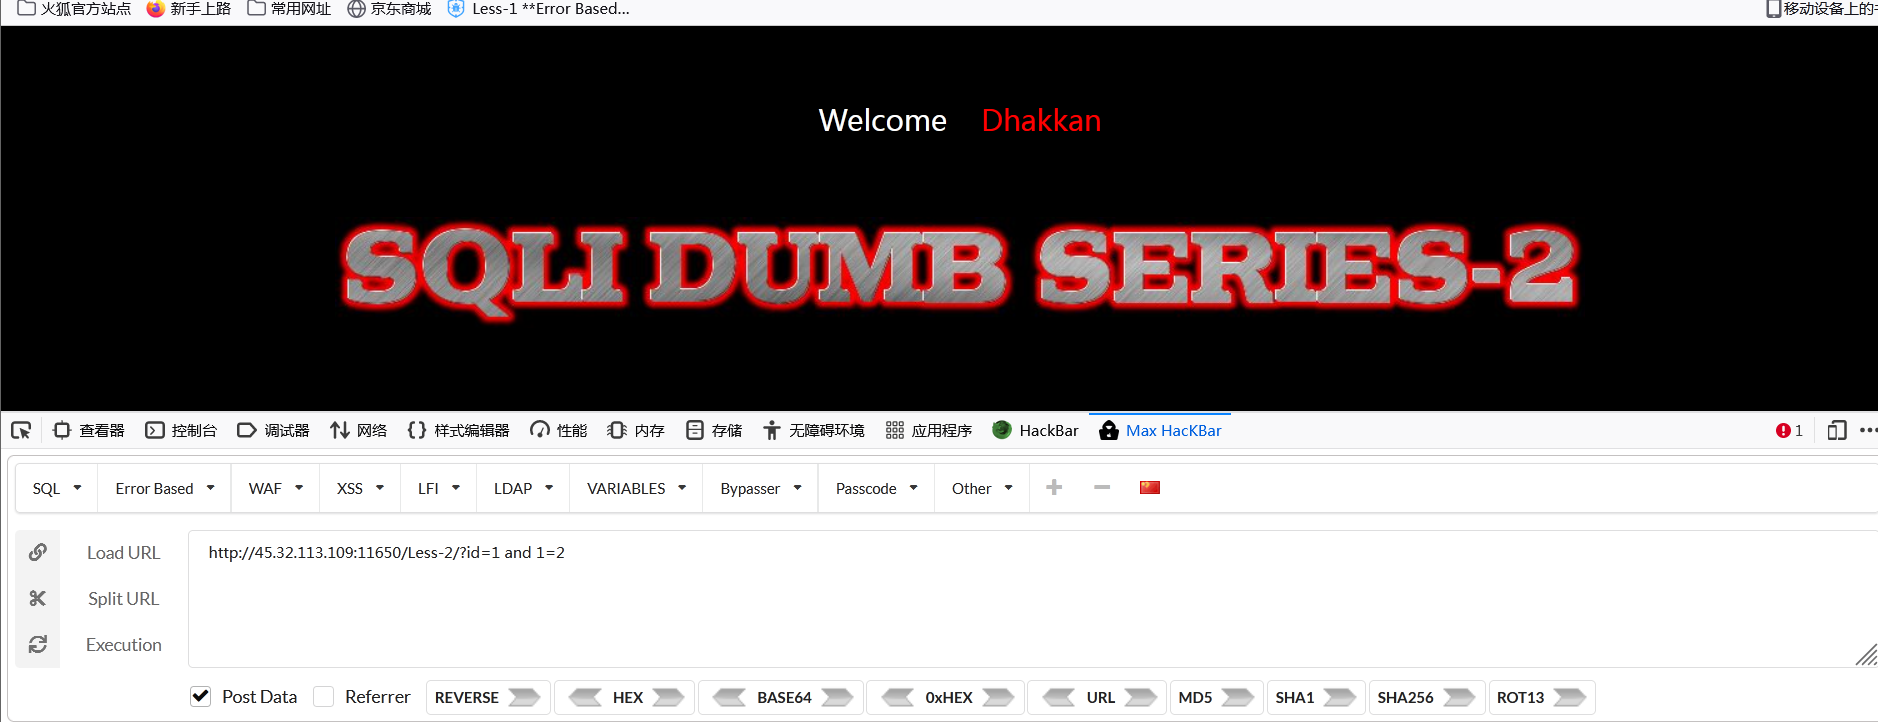 火狐官方站点 新手上路 常用网址 京东商城 Less-1 **Error Based... 移动设备上的
Welcome Dhakkan
SQLI DUMB SERIES-2
查看器 控制台 调试器 网络 样式编辑器 性能 内存 存储 无障碍环境 应用程序 HackBar Max HacKBar 1
SQL Error Based WAF XSS LFI LDAP VARIABLES Bypasser Passcode Other
Load URL http://45.32.113.109:11650/Less-2/?id=1 and 1=2
Split URL
Execution
Post Data Referrer REVERSE HEX BASE64 0xHEX URL MD5 SHA1 SHA256 ROT13